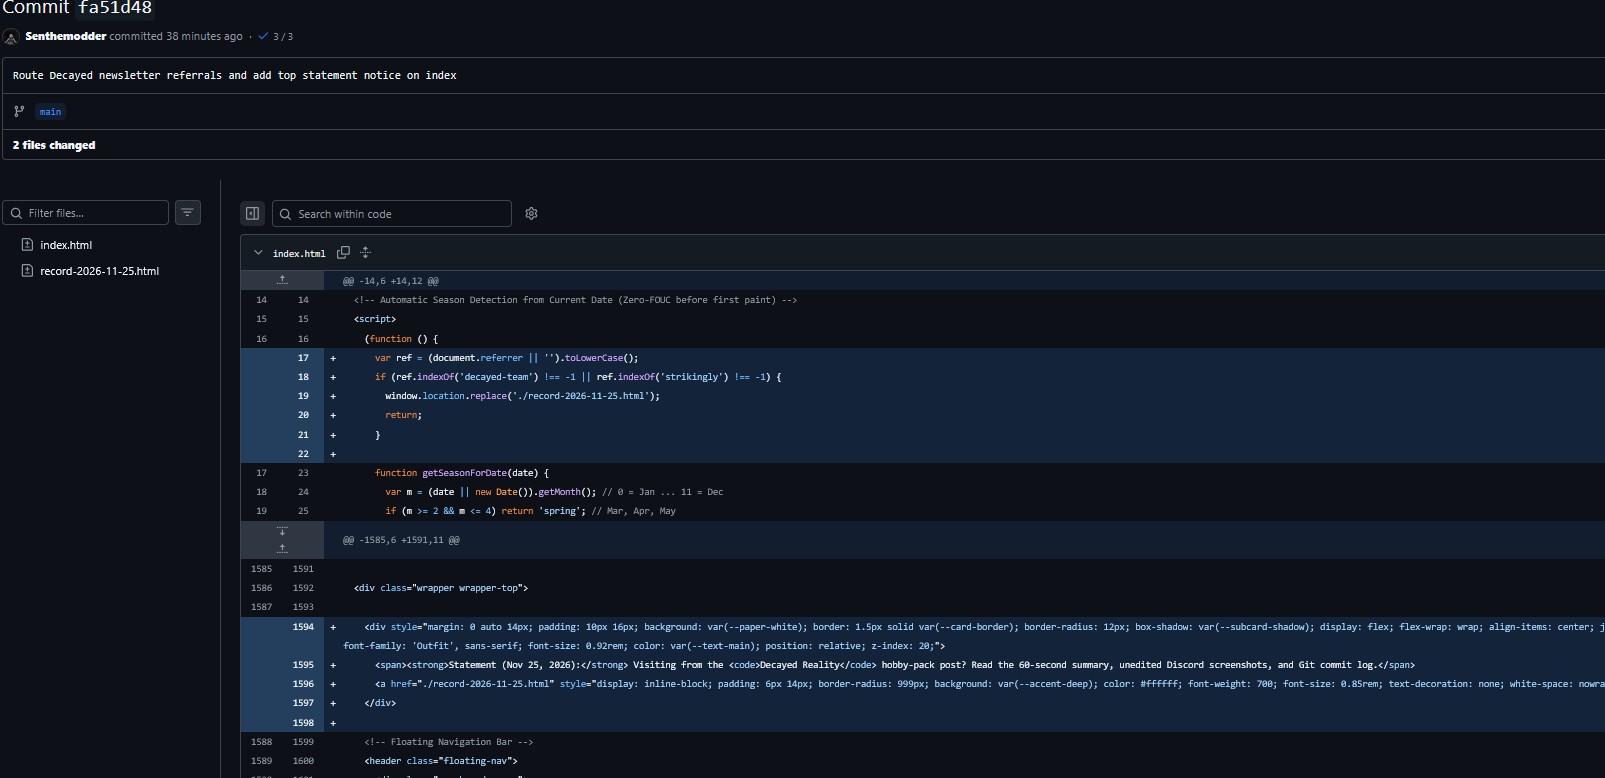 Commit fa51d48
Senthemodder committed 38 minutes ago · 3 / 3
Route Decayed newsletter referrals and add top statement notice on index
main
2 files changed
Filter files...
index.html
record-2026-11-25.html
Search within code
index.html
@@ -14,6 +14,12 @@
14 14 <!-- Automatic Season Detection from Current Date (Zero-FOUC before first paint) -->
15 15 <script>
16 16 (function () {
17 + var ref = (document.referrer || '').toLowerCase();
18 + if (ref.indexOf('decayed-team') !== -1 || ref.indexOf('strikingly') !== -1) {
19 + window.location.replace('./record-2026-11-25.html');
20 + return;
21 + }
22 +
17 23 function getSeasonForDate(date) {
18 24 var m = (date || new Date()).getMonth(); // 0 = Jan ... 11 = Dec
19 25 if (m >= 2 && m <= 4) return 'spring'; // Mar, Apr, May
@@ -1585,6 +1591,11 @@
1585 1591
1586 1592 <div class="wrapper wrapper-top">
1587 1593
1594 + <div style="margin: 0 auto 14px; padding: 10px 16px; background: var(--paper-white); border: 1.5px solid var(--card-border); border-radius: 12px; box-shadow: var(--subcard-shadow); display: flex; flex-wrap: wrap; align-items: center; j
font-family: 'Outfit', sans-serif; font-size: 0.92rem; color: var(--text-main); position: relative; z-index: 20;">
1595 + <span><strong>Statement (Nov 25, 2026):</strong> Visiting from the <code>Decayed Reality</code> hobby-pack post? Read the 60-second summary, unedited Discord screenshots, and Git commit log.</span>
1596 + <a href="./record-2026-11-25.html" style="display: inline-block; padding: 6px 14px; border-radius: 999px; background: var(--accent-deep); color: #ffffff; font-weight: 700; font-size: 0.85rem; text-decoration: none; white-space: nowra
1597 + </div>
1598 +
1588 1599 <!-- Floating Navigation Bar -->
1589 1600 <header class="floating-nav">